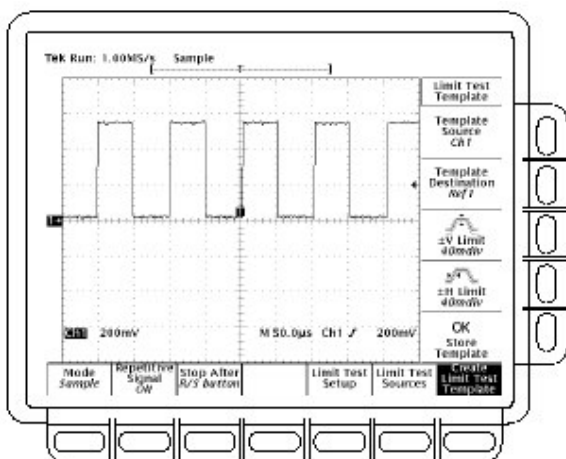 Tek Run: 1.00MS/s Sample
T
Limit Test
Template
Template
Source
Ch1
Template
Destination
Ref1
±V Limit
40mdiv
±H Limit
40mdiv
OK
Store
Template
Ch1 200mV M 50.0µs Ch1 200mV
Mode
Sample
Repetitive
Signal
ON
Stop After
R/S button
Limit Test
Setup
Limit Test
Sources
Create
Limit Test
Template